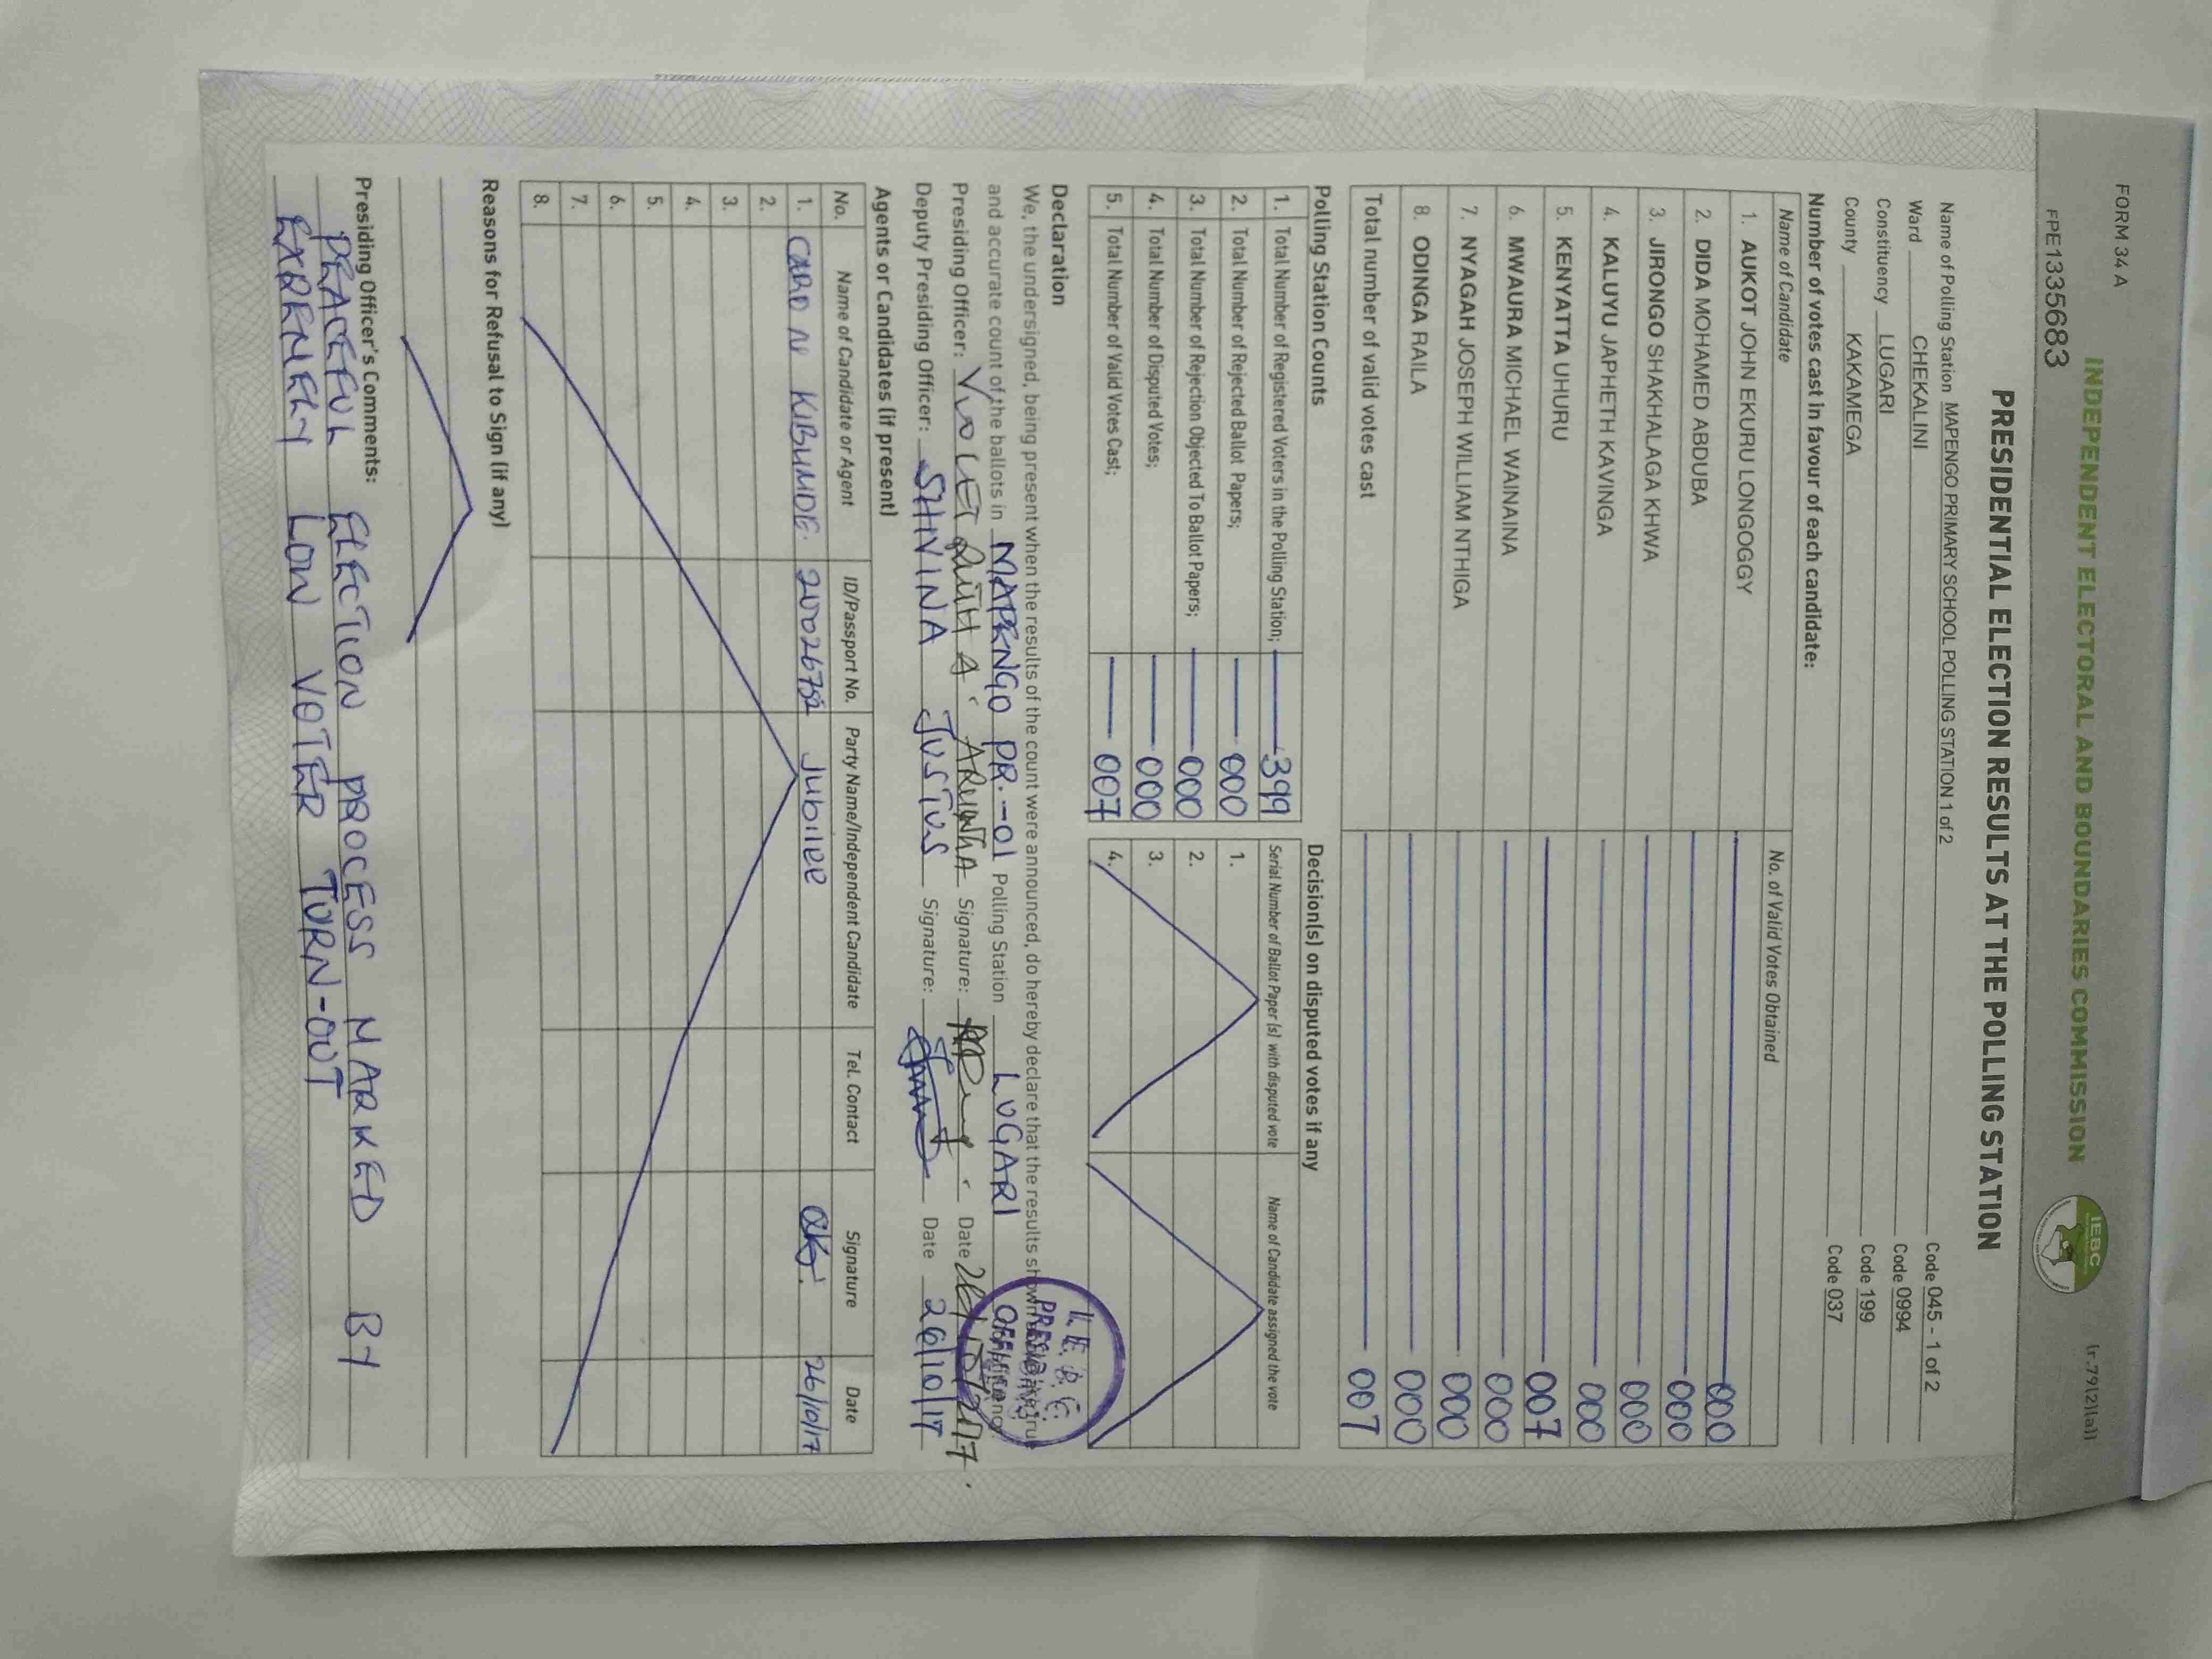 FORM 34 A
(r.79(2)(a))
INDEPENDENT ELECTORAL AND BOUNDARIES COMMISSION
IEBC
FPE1335683
PRESIDENTIAL ELECTION RESULTS AT THE POLLING STATION
Name of Polling Station MAPENGO PRIMARY SCHOOL POLLING STATION 1 of 2 Code 045 - 1 of 2
Ward CHEKALINI Code 0994
Constituency LUGARI Code 199
County KAKAMEGA Code 037
Number of votes cast in favour of each candidate:
Name of Candidate No. of Valid Votes Obtained
1. AUKOT JOHN EKURU LONGOGGY 000
2. DIDA MOHAMED ABDUBA 000
3. JIRONGO SHAKHALAGA KHWA 000
4. KALUYU JAPHETH KAVINGA 000
5. KENYATTA UHURU 007
6. MWAURA MICHAEL WAINAINA 000
7. NYAGAH JOSEPH WILLIAM NTHIGA 000
8. ODINGA RAILA 000
Total number of valid votes cast 007
Polling Station Counts
1. Total Number of Registered Voters in the Polling Station; 399
2. Total Number of Rejected Ballot Papers; 000
3. Total Number of Rejection Objected To Ballot Papers; 000
4. Total Number of Disputed Votes; 000
5. Total Number of Valid Votes Cast; 007
Decision(s) on disputed votes if any
Serial Number of Ballot Paper (s) with disputed vote Name of Candidate assigned the vote
1.
2.
3.
4.
Declaration
We, the undersigned, being present when the results of the count were announced, do hereby declare that the results shown
and accurate count of the ballots in MAPENGO PR.-01 Polling Station LUGARI
Presiding Officer: VIOLET Signature: Date 26/10/2017.
Deputy Presiding Officer: SHVINA JUSTUS Signature: Date 26/10/17
I.E.B.C.
PRESIDING
OFFICER
Agents or Candidates (if present)
No. Name of Candidate or Agent ID/Passport No. Party Name/Independent Candidate Tel. Contact Signature Date
1. CARO N KIBUNDE. Jubilee 26/10/17
2.
3.
4.
5.
6.
7.
8.
Reasons for Refusal to Sign (if any)
Presiding Officer's Comments:
PEACEFUL ELECTION PROCESS MARKED BY
EXREMELY LOW VOTER TURN-OUT